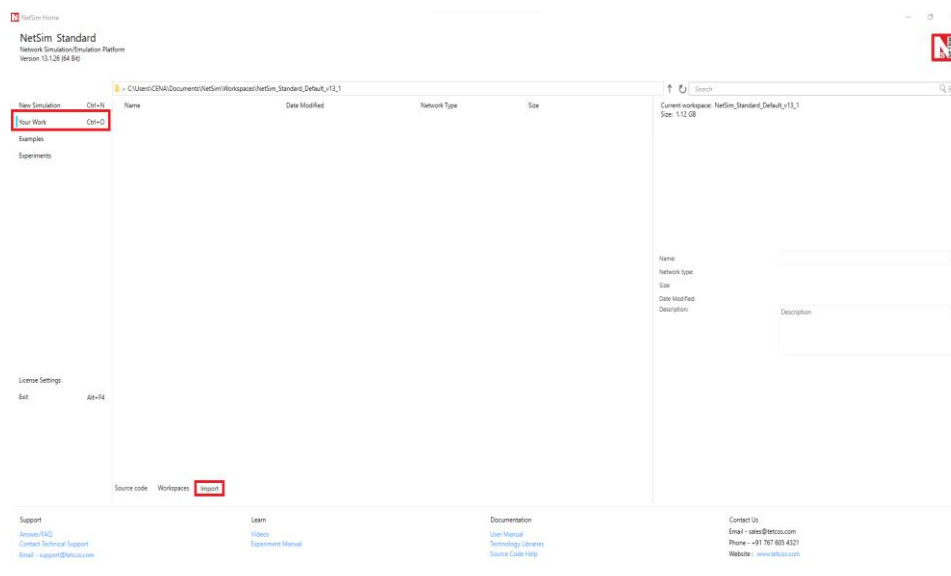 NetSim Home
NetSim Standard
Network Simulation/Emulation Platform
Version 13.1.26 (64 Bit)
> C:\Users\CENA\Documents\NetSim\Workspaces\NetSim_Standard_Default_v13_1
Search
New Simulation Ctrl+N
Your Work Ctrl+O
Examples
Experiments
License Settings
Exit Alt+F4
Name Date Modified Network Type Size
Current workspace: NetSim_Standard_Default_v13_1
Size: 1.12 GB
Name:
Network type:
Size:
Date Modified:
Description: Description
Source code Workspaces Import
Support
Answer/FAQ
Contact Technical Support
Email - support@tetcos.com
Learn
Videos
Experiment Manual
Documentation
User Manual
Technology Libraries
Source Code Help
Contact Us
Email - sales@tetcos.com
Phone - +91 767 605 4321
Website : www.tetcos.com